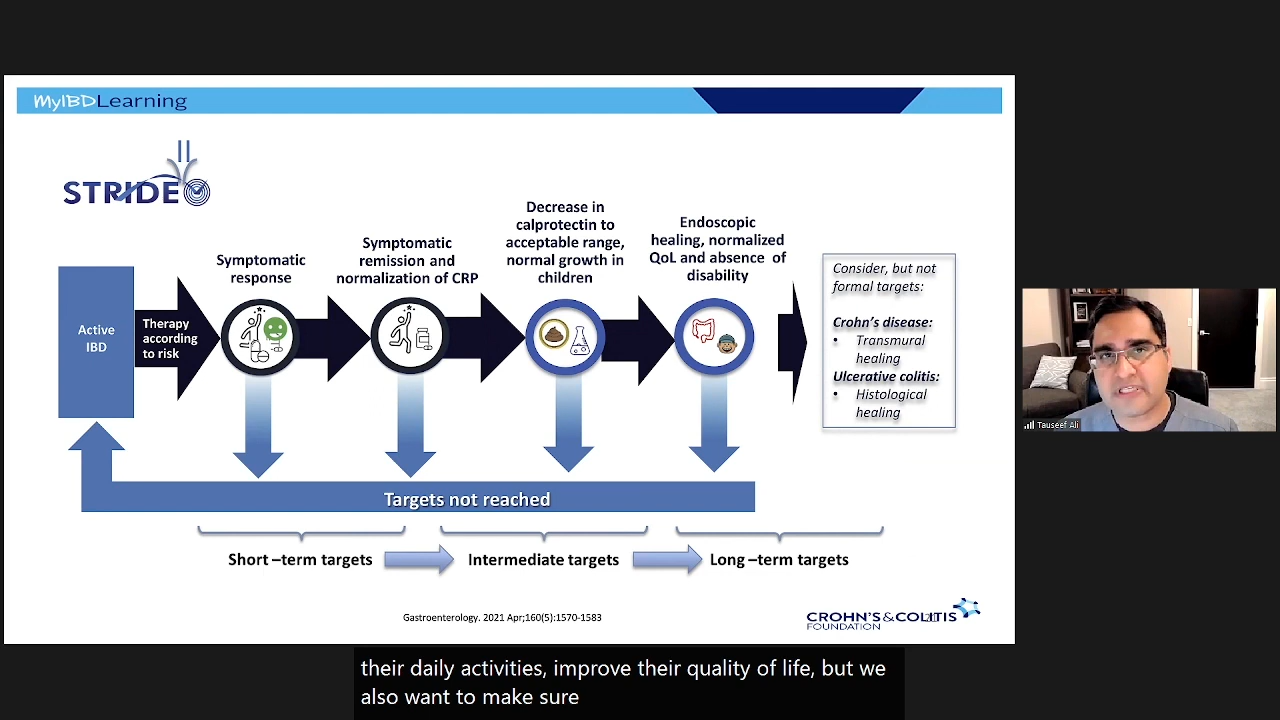 MyIBDLearning
STRIDE
II
Symptomatic
response
Symptomatic
remission and
normalization of CRP
Decrease in
calprotectin to
acceptable range,
normal growth in
children
Endoscopic
healing, normalized
QoL and absence of
disability
Consider, but not
formal targets:
Crohn's disease:
• Transmural
healing
Ulcerative colitis:
• Histological
healing
Active
IBD
Therapy
according
to risk
Targets not reached
Short –term targets
Intermediate targets
Long –term targets
Gastroenterology. 2021 Apr;160(5):1570-1583
CROHN'S & COLITIS
FOUNDATION
Tauseef Ali
their daily activities, improve their quality of life, but we
also want to make sure